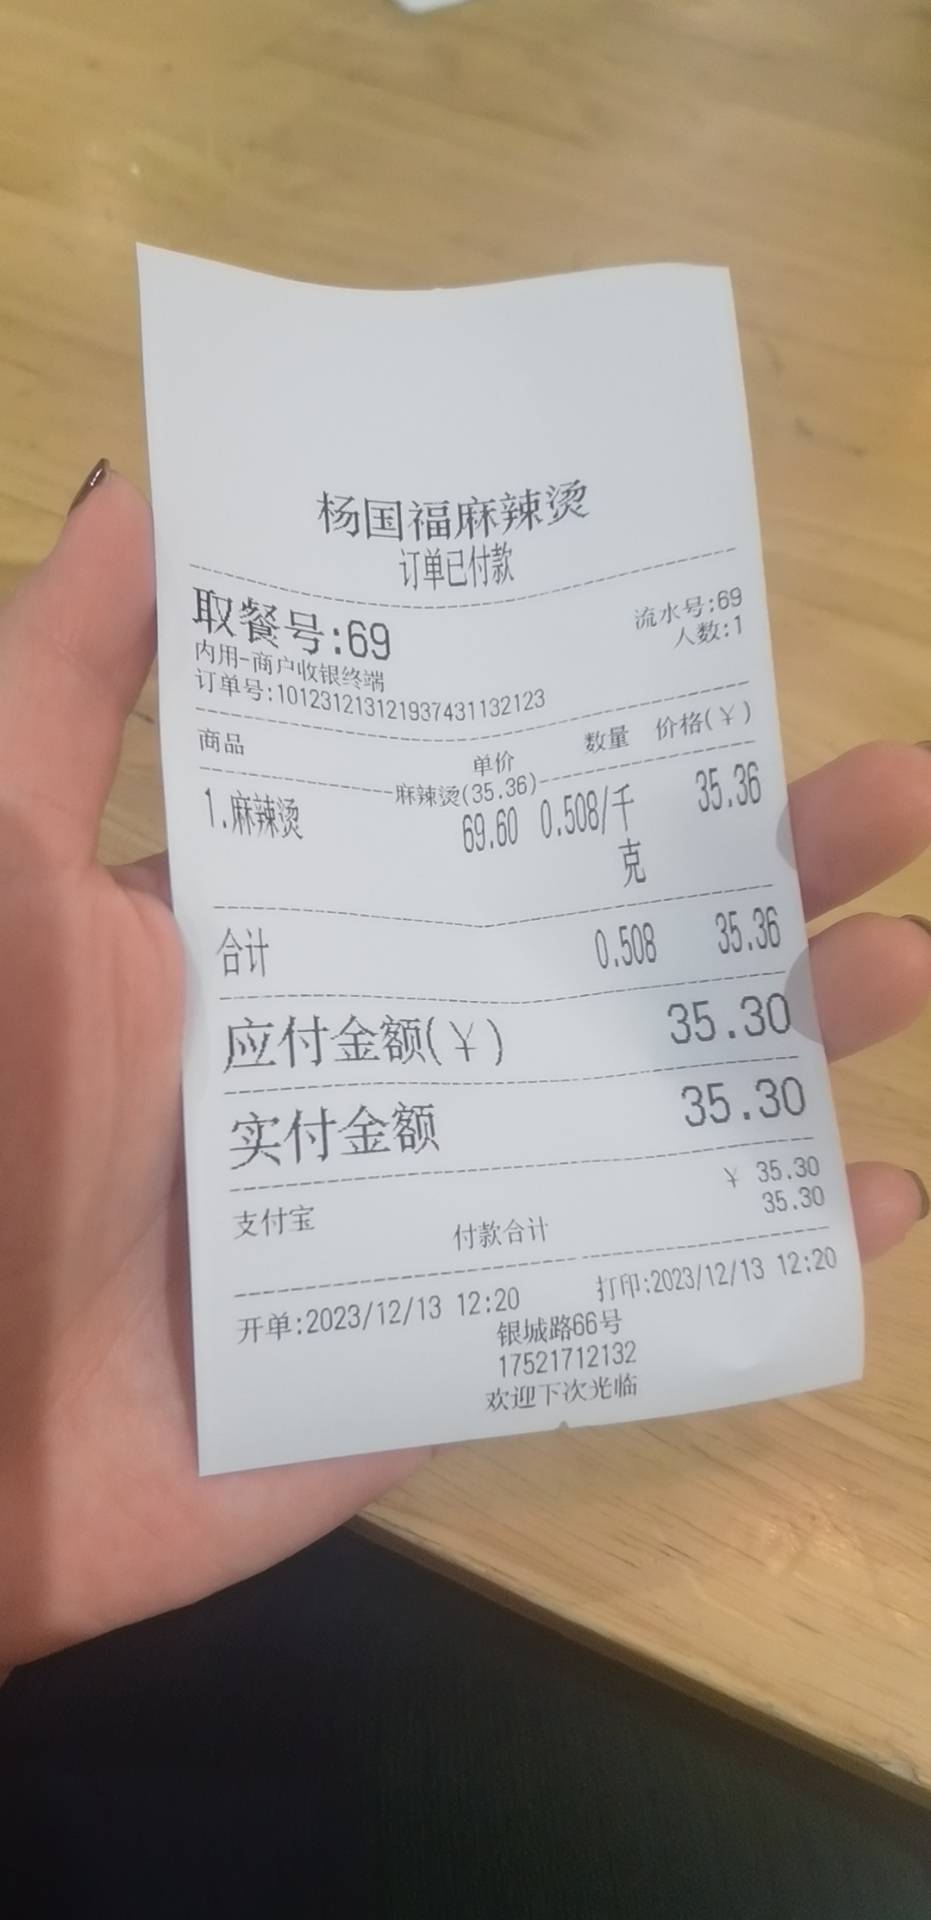 杨国福麻辣烫
订单已付款
取餐号:69 流水号:69
内用-商户收银终端 人数:1
订单号:1012312131219374311​32123
商品 单价 数量 价格(￥)
麻辣烫(35.36)
1.麻辣烫 69.60 0.508/千克 35.36
合计 0.508 35.36
应付金额(￥) 35.30
实付金额 35.30
支付宝 ￥ 35.30
付款合计 35.30
开单:2023/12/13 12:20 打印:2023/12/13 12:20
银城路66号
17521712132
欢迎下次光临